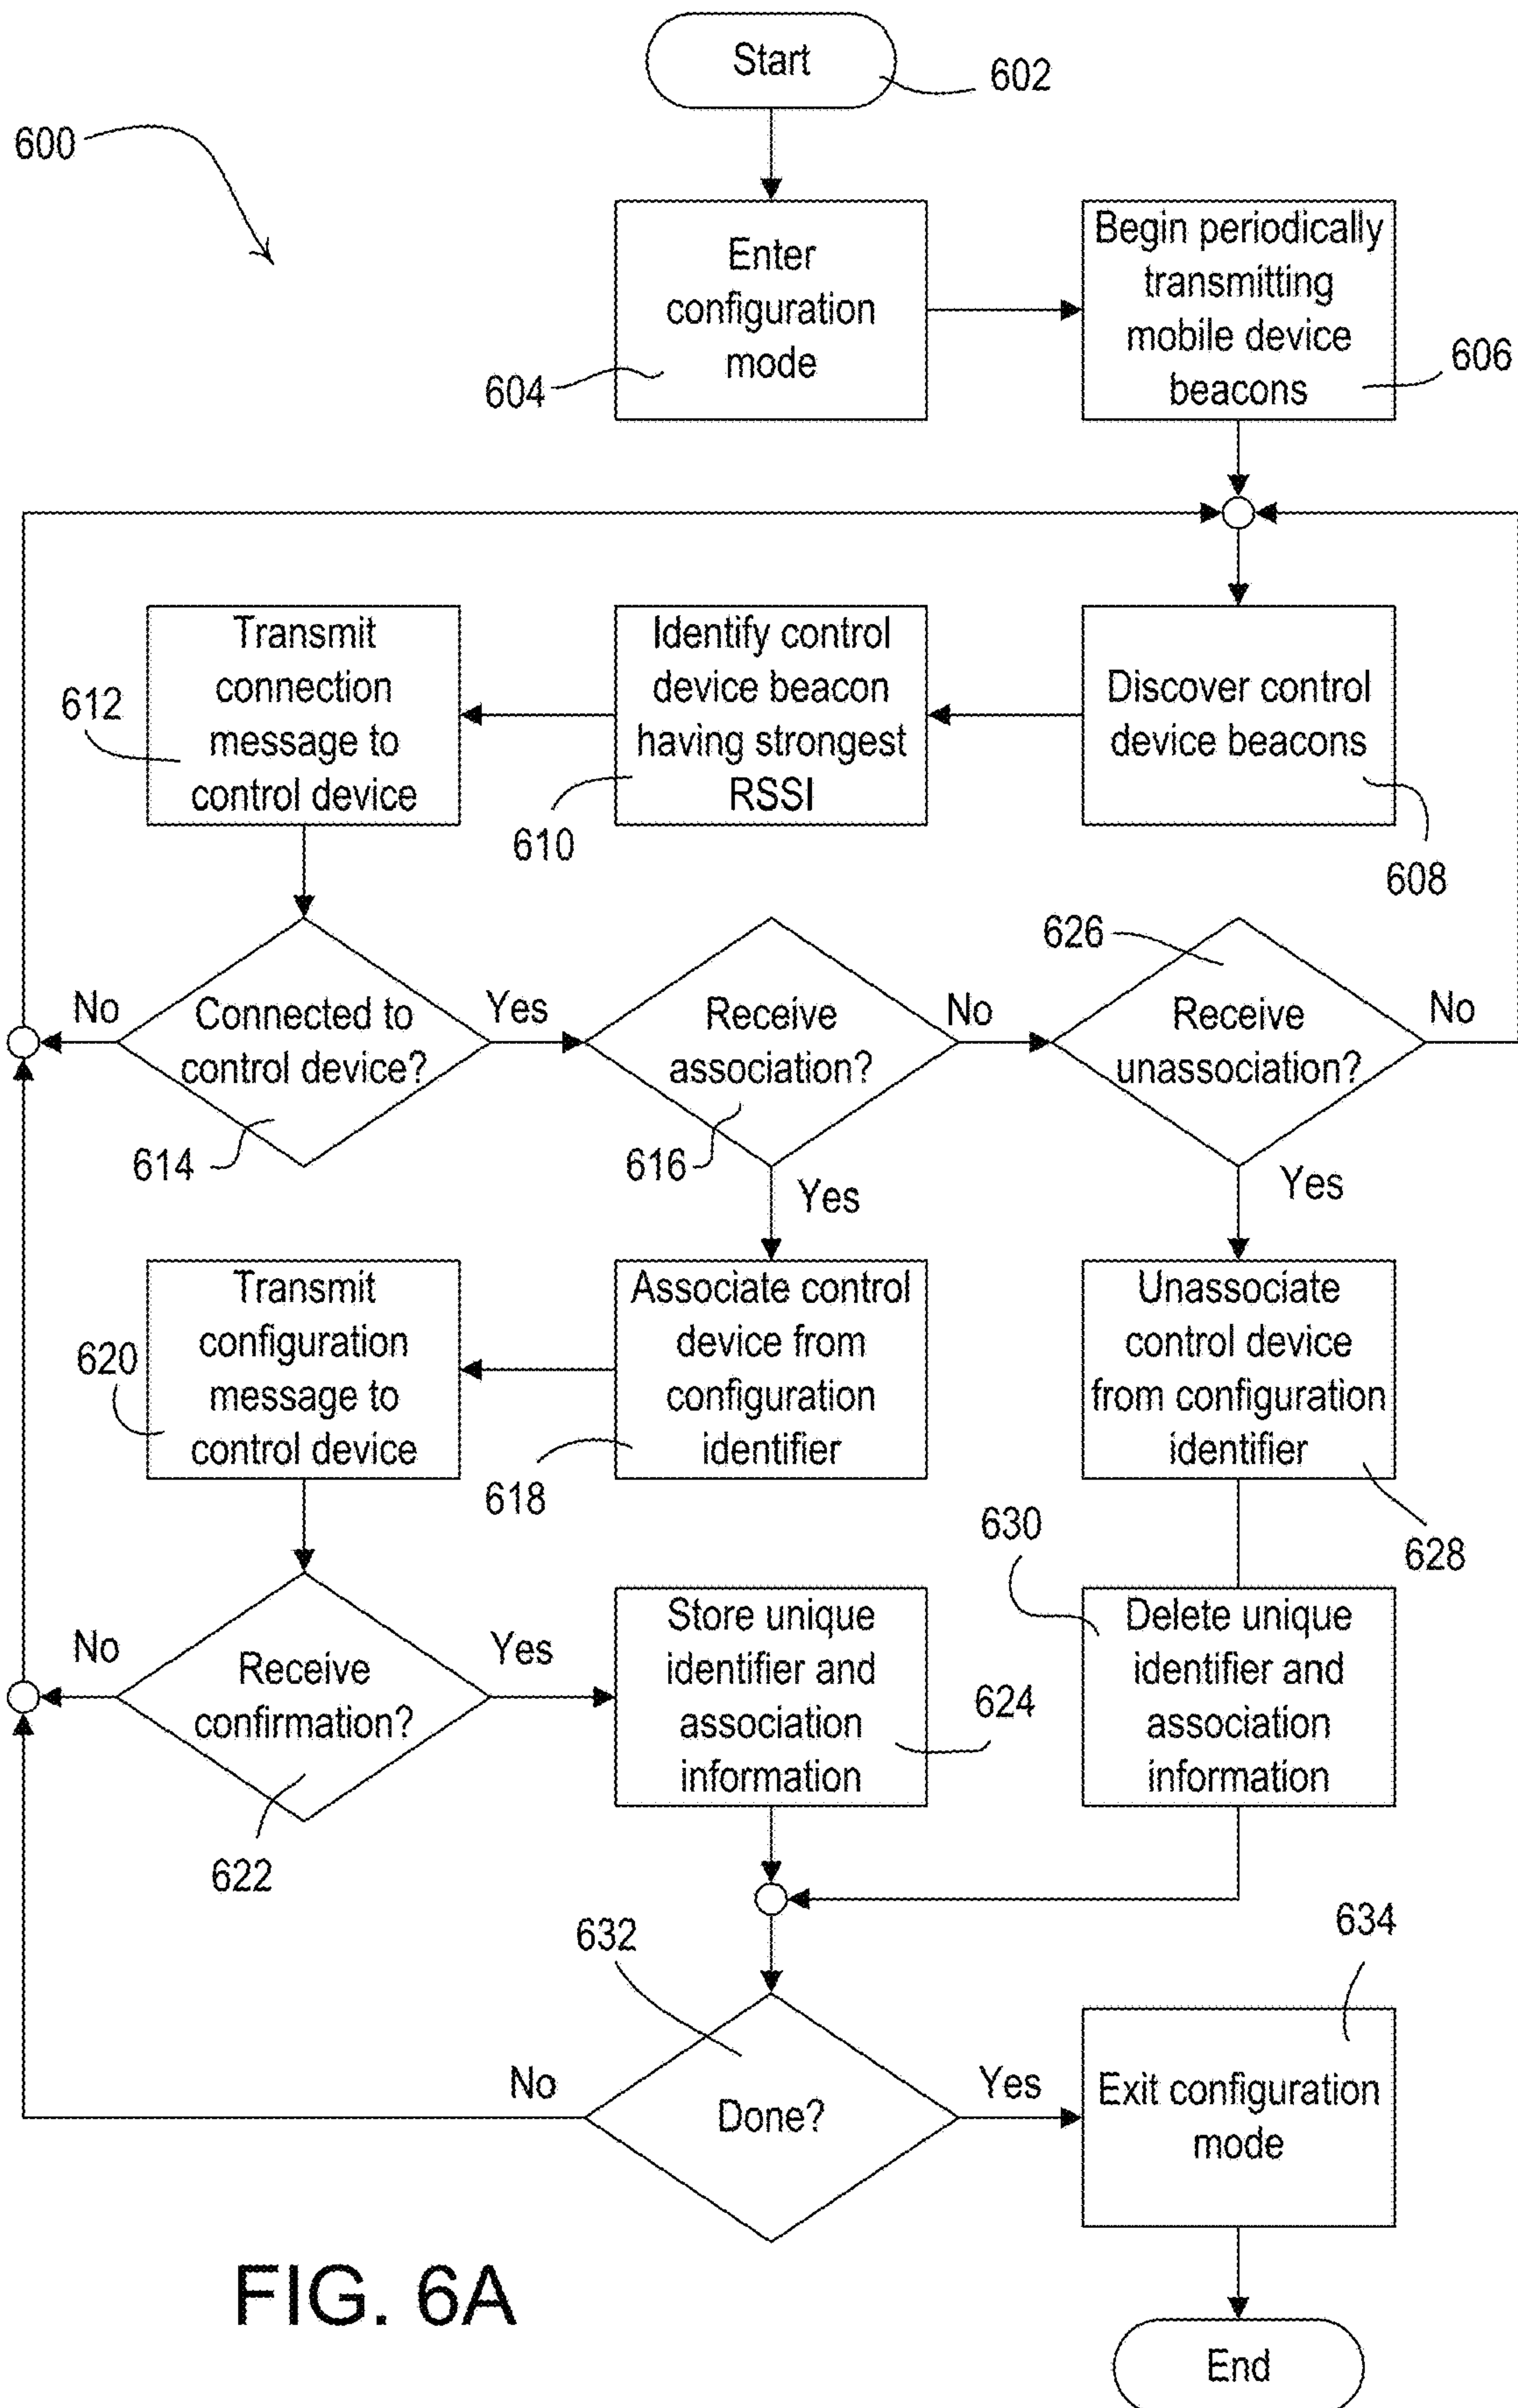 Start
602
600
Enter
configuration
mode
604
Begin periodically
transmitting
mobile device
beacons
606
Transmit
connection
message to
control device
612
Identify control
device beacon
having strongest
RSSI
610
Discover control
device beacons
608
No
Connected to
control device?
614
Yes
Receive
association?
616
No
Yes
626
Receive
unassociation?
No
Yes
Transmit
configuration
message to
control device
620
Associate control
device from
configuration
identifier
618
Unassociate
control device
from configuration
identifier
628
No
Receive
confirmation?
622
Yes
Store unique
identifier and
association
information
624
630
Delete unique
identifier and
association
information
632
No
Done?
Yes
634
Exit configuration
mode
FIG. 6A
End